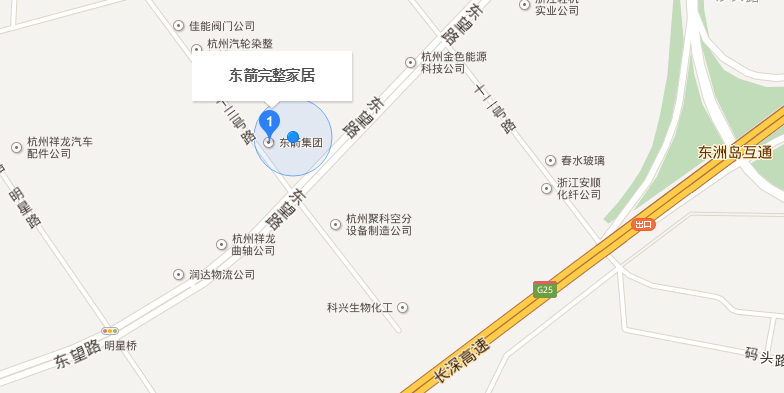 浙江轻机
实业公司
佳能阀门公司
东望路
杭州汽轮染整
杭州金色能源
科技公司
东箭完整家居
十二号路
东望路
十三号路
1
东箭集团
杭州祥龙汽车
配件公司
东洲岛互通
春水玻璃
浙江安顺
化纤公司
明星路
东望路
杭州聚科空分
设备制造公司
出口
杭州祥龙
曲轴公司
润达物流公司
G25
科兴生物化工
明星桥
东望路
长深高速
码头路